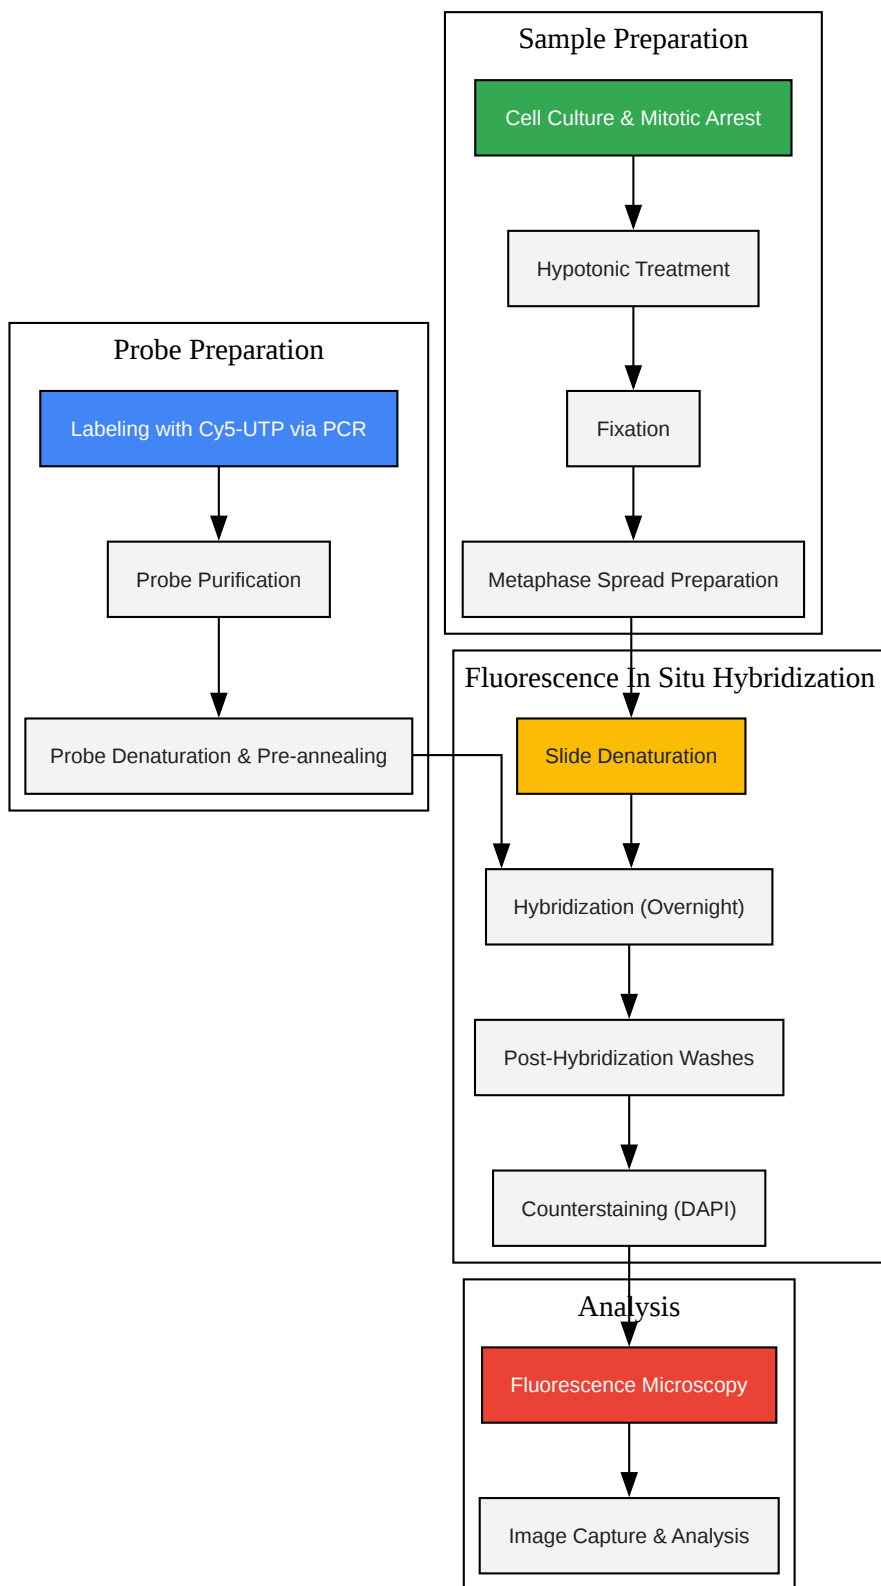 Sample Preparation
Cell Culture & Mitotic Arrest
Hypotonic Treatment
Fixation
Metaphase Spread Preparation
Probe Preparation
Labeling with Cy5-UTP via PCR
Probe Purification
Probe Denaturation & Pre-annealing
Fluorescence In Situ Hybridization
Slide Denaturation
Hybridization (Overnight)
Post-Hybridization Washes
Counterstaining (DAPI)
Analysis
Fluorescence Microscopy
Image Capture & Analysis